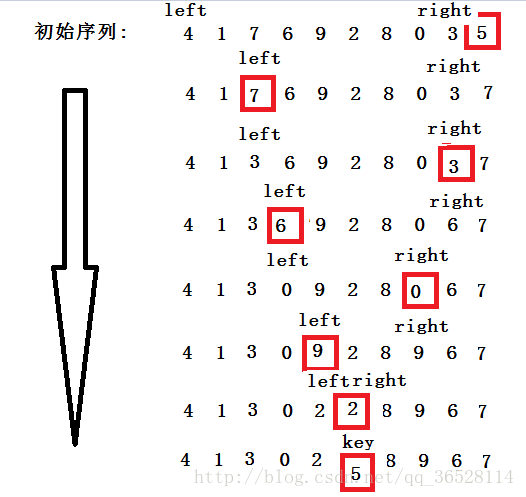 left right
初始序列: 4 1 7 6 9 2 8 0 3 5
left right
4 1 7 6 9 2 8 0 3 7
left right
4 1 3 6 9 2 8 0 3 7
left right
4 1 3 6 9 2 8 0 6 7
left right
4 1 3 0 9 2 8 0 6 7
left right
4 1 3 0 9 2 8 9 6 7
left right
4 1 3 0 2 2 8 9 6 7
key
4 1 3 0 2 5 8 9 6 7
http://blog.csdn.net/qq_36528114